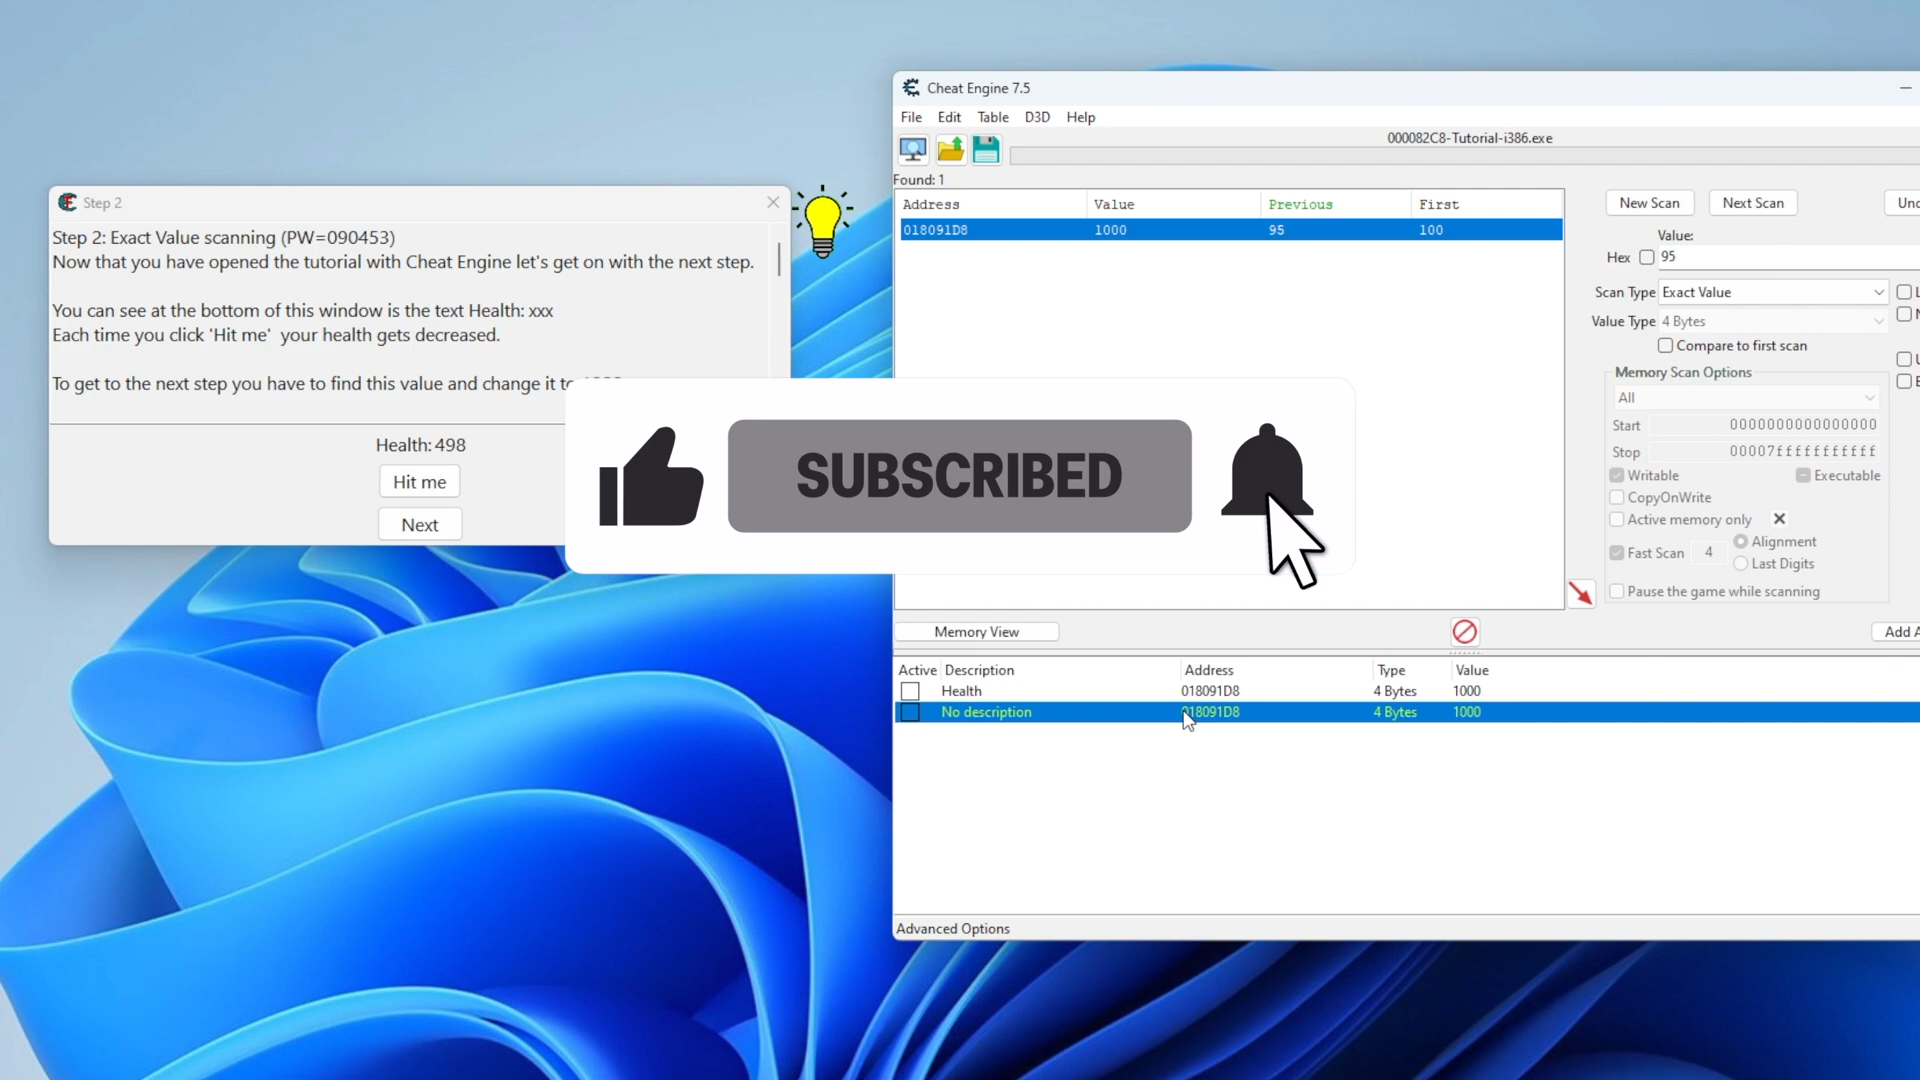 Step 2
Step 2: Exact Value scanning (PW=090453)
Now that you have opened the tutorial with Cheat Engine let's get on with the next step.
You can see at the bottom of this window is the text Health: xxx
Each time you click 'Hit me'  your health gets decreased.
To get to the next step you have to find this value and change it to
Health: 498
Hit me
Next
SUBSCRIBED
Cheat Engine 7.5
File Edit Table D3D Help
000082C8-Tutorial-i386.exe
Found: 1
Address Value Previous First
018091D8 1000 95 100
New Scan Next Scan
Value:
Hex 95
Scan Type Exact Value
Value Type 4 Bytes
Compare to first scan
Memory Scan Options
All
Start 0000000000000000
Stop 00007fffffffffff
Writable Executable
CopyOnWrite
Active memory only
Fast Scan 4 Alignment
Last Digits
Pause the game while scanning
Memory View
Add
Active Description Address Type Value
Health 018091D8 4 Bytes 1000
No description 018091D8 4 Bytes 1000
Advanced Options